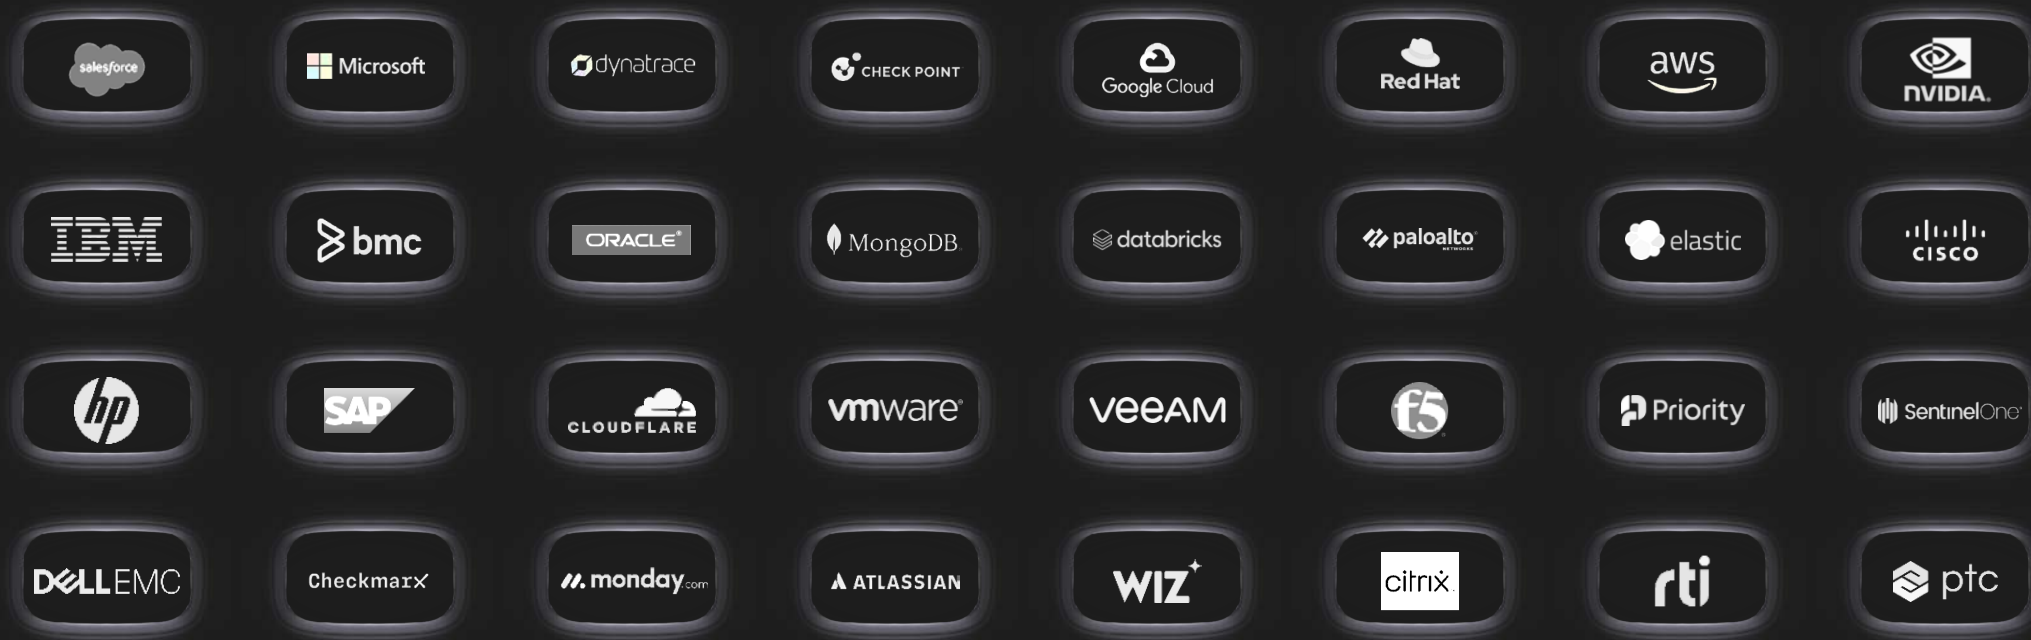 salesforce
Microsoft
dynatrace
CHECK POINT
Google Cloud
Red Hat
aws
nVIDIA.
IBM
bmc
ORACLE®
MongoDB.
databricks
paloalto®
NETWORKS
elastic
CISCO
hp
SAP
CLOUDFLARE
vmware®
veeAM
f5®
Priority
SentinelOne
DELLEMC
Checkmarx
monday.com
ATLASSIAN
WIZ
citrix.
rti
ptc